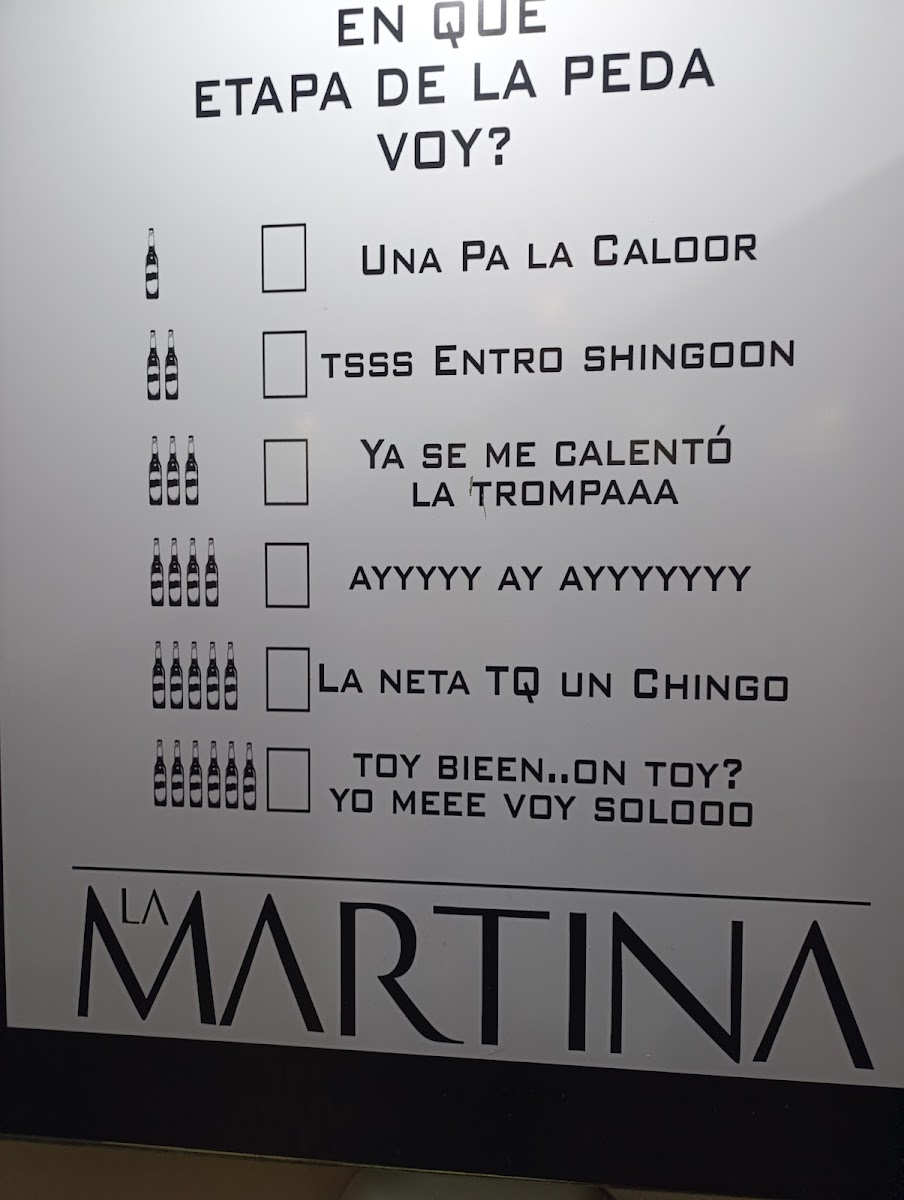 EN QUE
ETAPA DE LA PEDA
VOY?
UNA PA LA CALOOR
TSSS ENTRO SHINGOON
YA SE ME CALENTÓ
LA TROMPAAA
AYYYYY AY AYYYYYYY
LA NETA TQ UN CHINGO
TOY BIEEN..ON TOY?
YO MEEE VOY SOLOOO
LA
MARTINA